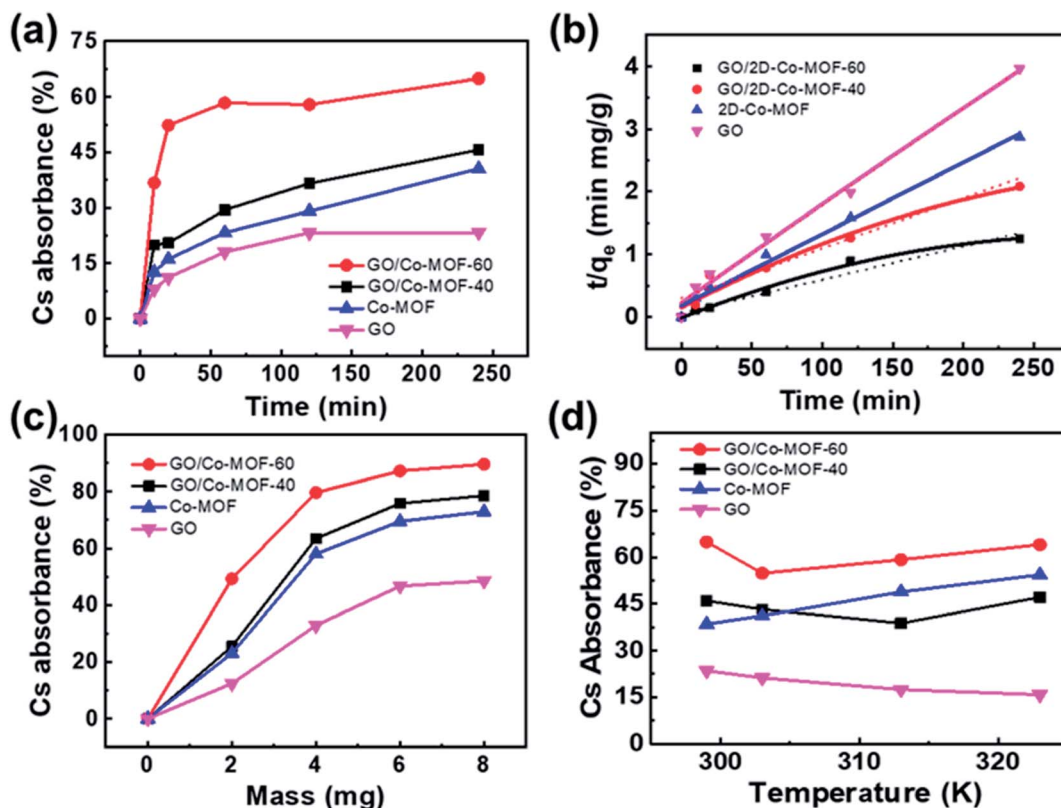 (a)
Cs absorbance (%)
75
60
45
30
15
0
GO/Co-MOF-60
GO/Co-MOF-40
Co-MOF
GO
0 50 100 150 200 250
Time (min)
(b)
t/qe (min mg/g)
4
3
2
1
0
GO/2D-Co-MOF-60
GO/2D-Co-MOF-40
2D-Co-MOF
GO
0 50 100 150 200 250
Time (min)
(c)
Cs absorbance (%)
100
80
60
40
20
0
GO/Co-MOF-60
GO/Co-MOF-40
Co-MOF
GO
0 2 4 6 8
Mass (mg)
(d)
Cs Absorbance (%)
90
75
60
45
30
15
0
GO/Co-MOF-60
GO/Co-MOF-40
Co-MOF
GO
300 310 320
Temperature (K)